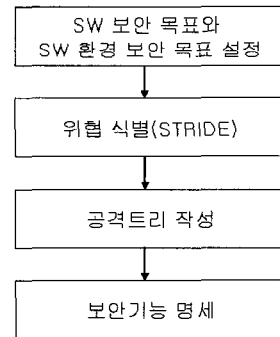 SW 보안 목표와
SW 환경 보안 목표 설정
위협 식별(STRIDE)
공격트리 작성
보안기능 명세